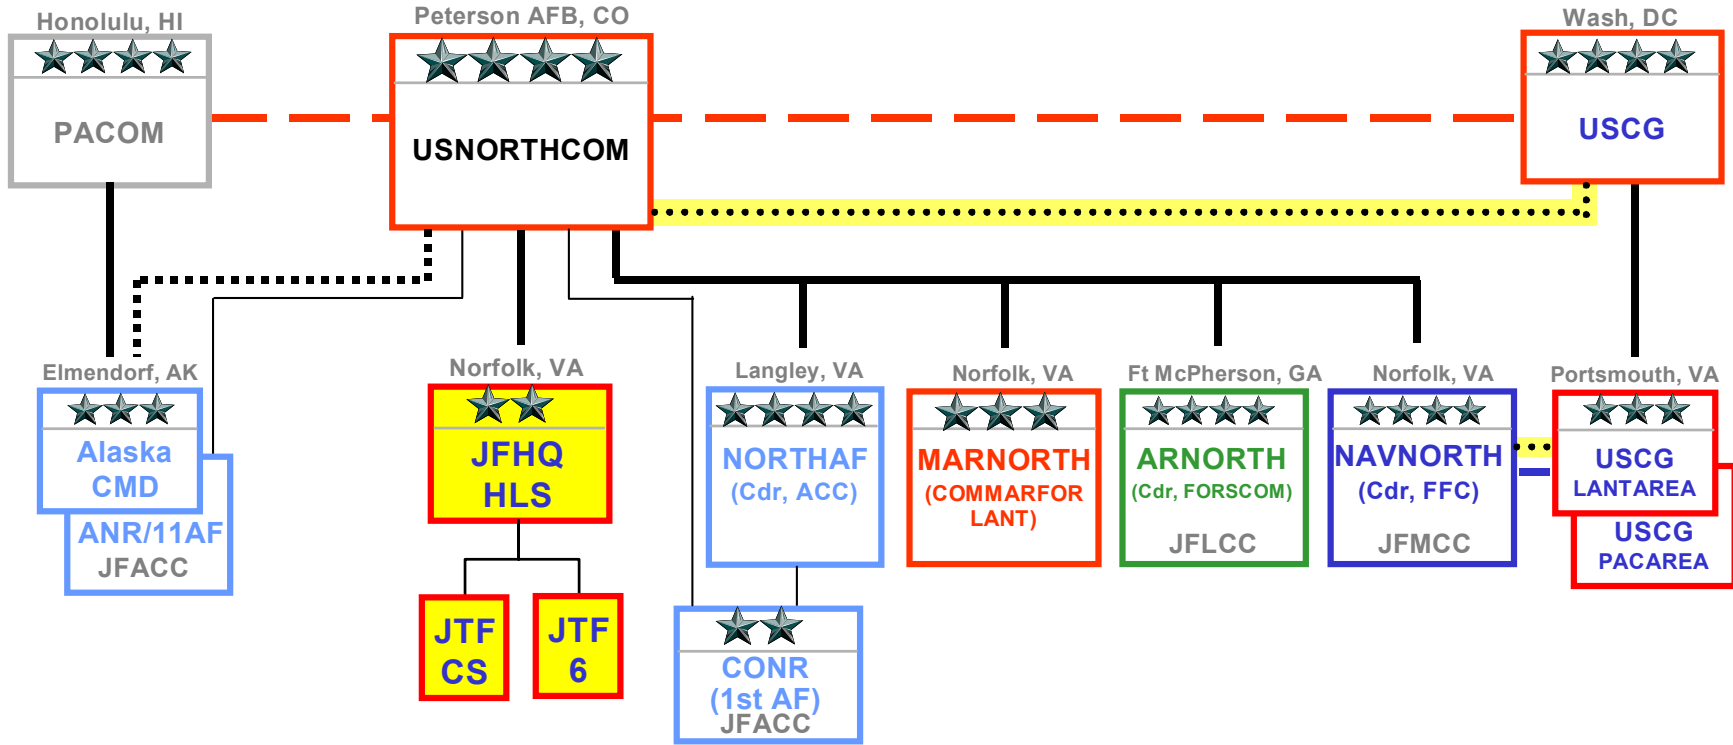 Honolulu, HI
Peterson AFB, CO
Wash, DC
PACOM
USNORTHCOM
USCG
Elmendorf, AK
Alaska
CMD
ANR/11AF
JFACC
Norfolk, VA
JFHQ
HLS
JTF
CS
JTF
6
Langley, VA
NORTHAF
(Cdr, ACC)
CONR
(1st AF)
JFACC
Norfolk, VA
MARNORTH
(COMMARFOR
LANT)
Ft McPherson, GA
ARNORTH
(Cdr, FORSCOM)
JFLCC
Norfolk, VA
NAVNORTH
(Cdr, FFC)
JFMCC
Portsmouth, VA
USCG
LANTAREA
USCG
PACAREA